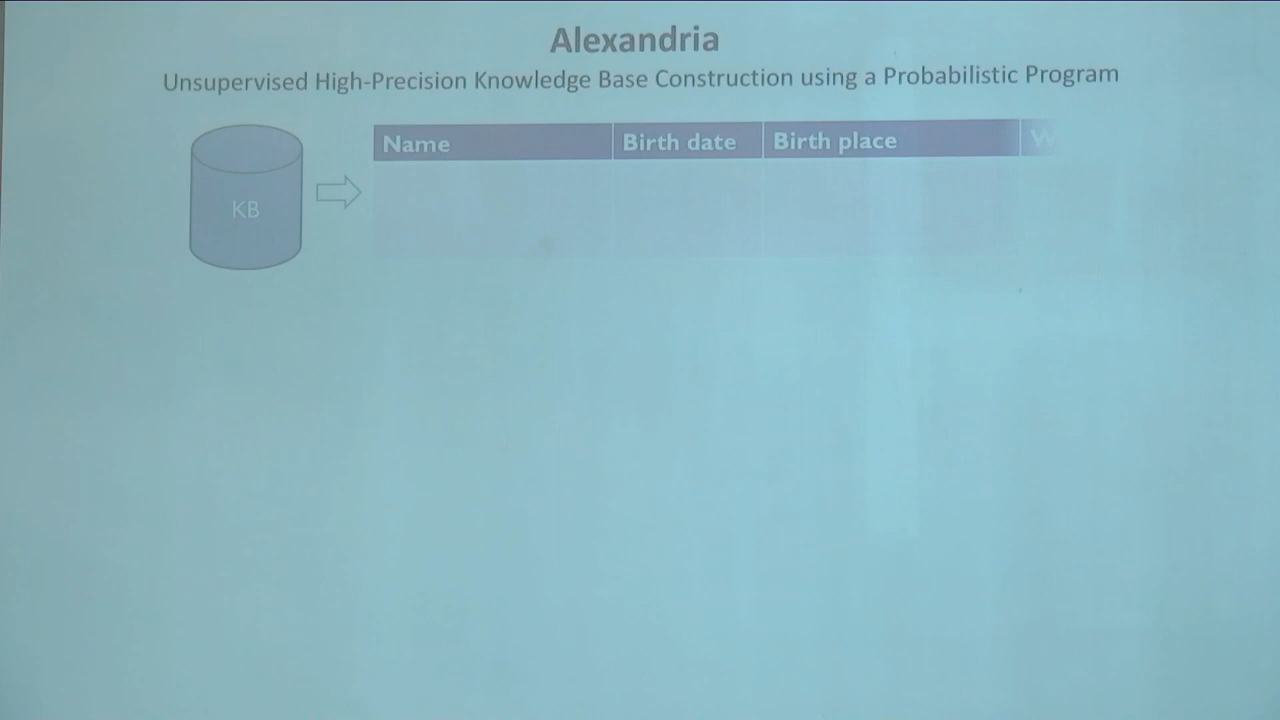 Alexandria
Unsupervised High-Precision Knowledge Base Construction using a Probabilistic Program
Name Birth date Birth place
KB